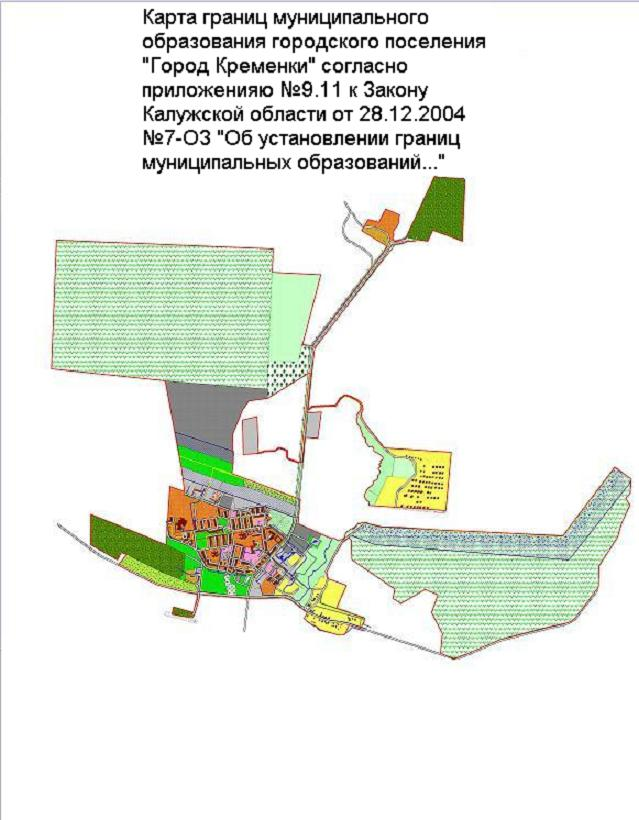 Карта границ муниципального
образования городского поселения
"Город Кременки" согласно
приложенияю №9.11 к Закону
Калужской области от 28.12.2004
№7-ОЗ "Об установлении границ
муниципальных образований..."